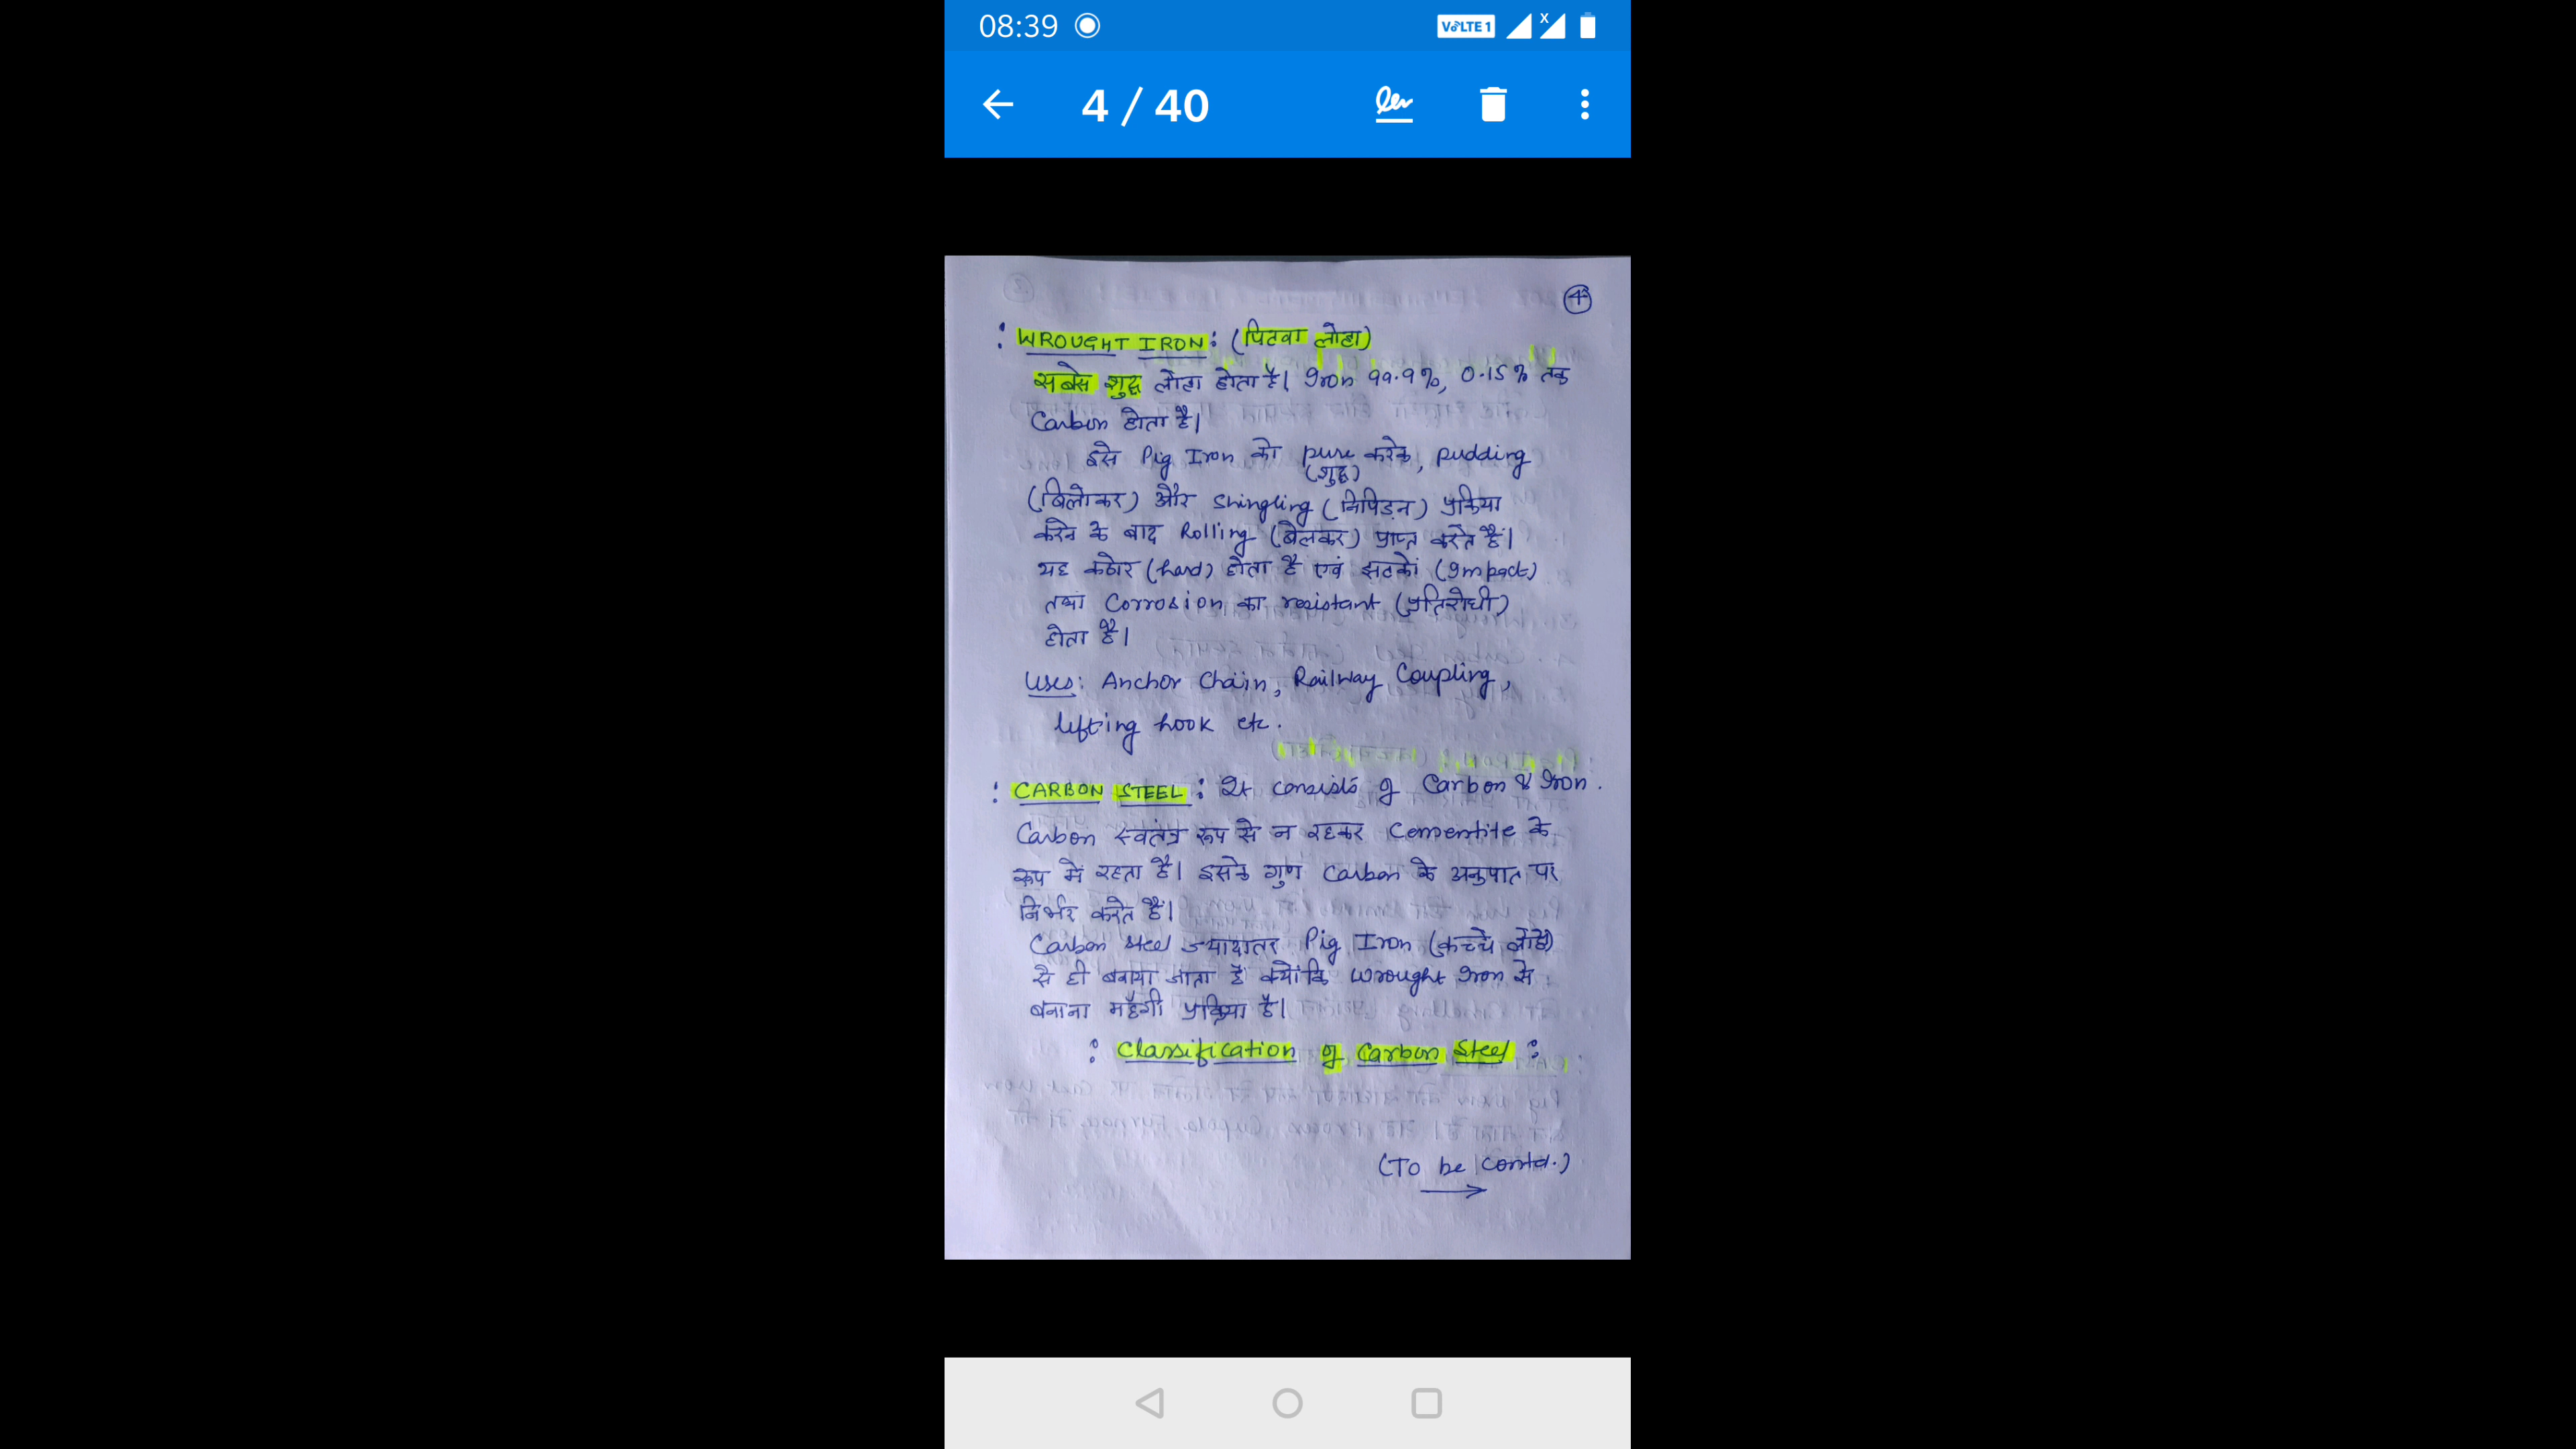 08:39 VoLTE 1 x
4 / 40
4
: WROUGHT IRON : (पिटवा लोहा)
सबसे शुद्ध लोहा होता है। Iron 99.9%, 0.15% तक
Carbon होता है।
इसे Pig Iron को pure करके, pudding
(शुद्ध)
(बिलोकर) और Shingling (निपिडन) प्रक्रिया
करने के बाद Rolling (बेलकर) प्राप्त करते हैं।
यह कठोर (hard) होता है एवं झटकों (Impact)
तथा Corrosion का resistant (प्रतिरोधी)
होता है।
Uses: Anchor Chain, Railway Coupling,
lifting hook etc.
: CARBON STEEL : It consists of Carbon & Iron.
Carbon स्वतंत्र रूप से न रहकर Cementite के
रूप में रहता है। इसके गुण Carbon के अनुपात पर
निर्भर करते हैं।
Carbon steel ज्यादातर Pig Iron (कच्चे लोहे)
से ही बनाया जाता है क्योंकि Wrought Iron से
बनाना महँगी प्रक्रिया है।
: Classification of Carbon Steel :
(To be contd.)